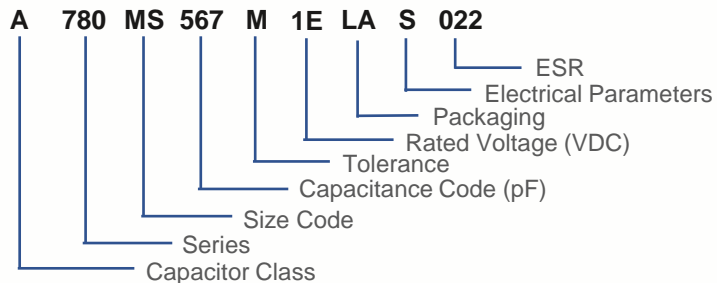 A 780 MS 567 M 1E LA S 022
ESR
Electrical Parameters
Packaging
Rated Voltage (VDC)
Tolerance
Capacitance Code (pF)
Size Code
Series
Capacitor Class